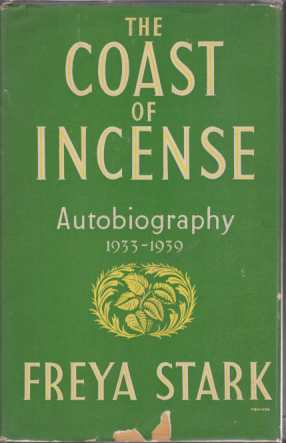 THE
COAST
OF
INCENSE
Autobiography
1933-1939
FREYA STARK